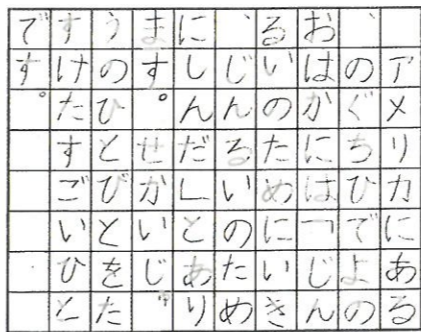 アメリカにある
、のぐちひでよの
おはかには「じん
るいのためにいき
、じんるいのため
にしんだ」とあり
ます。せかいじゅ
うのひとびとをた
すけたすごいひと
です。